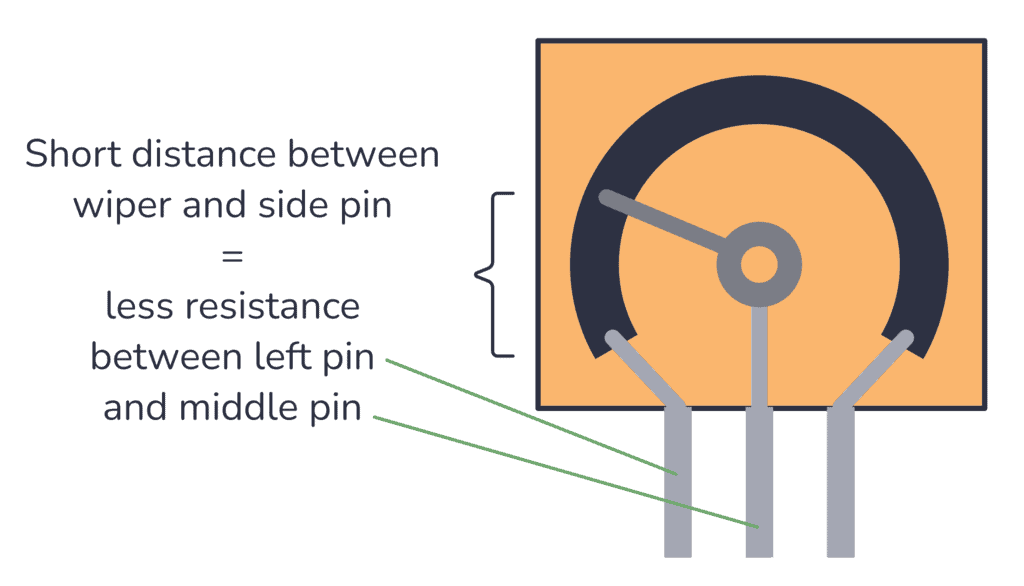 Short distance between
wiper and side pin
=
less resistance
between left pin
and middle pin